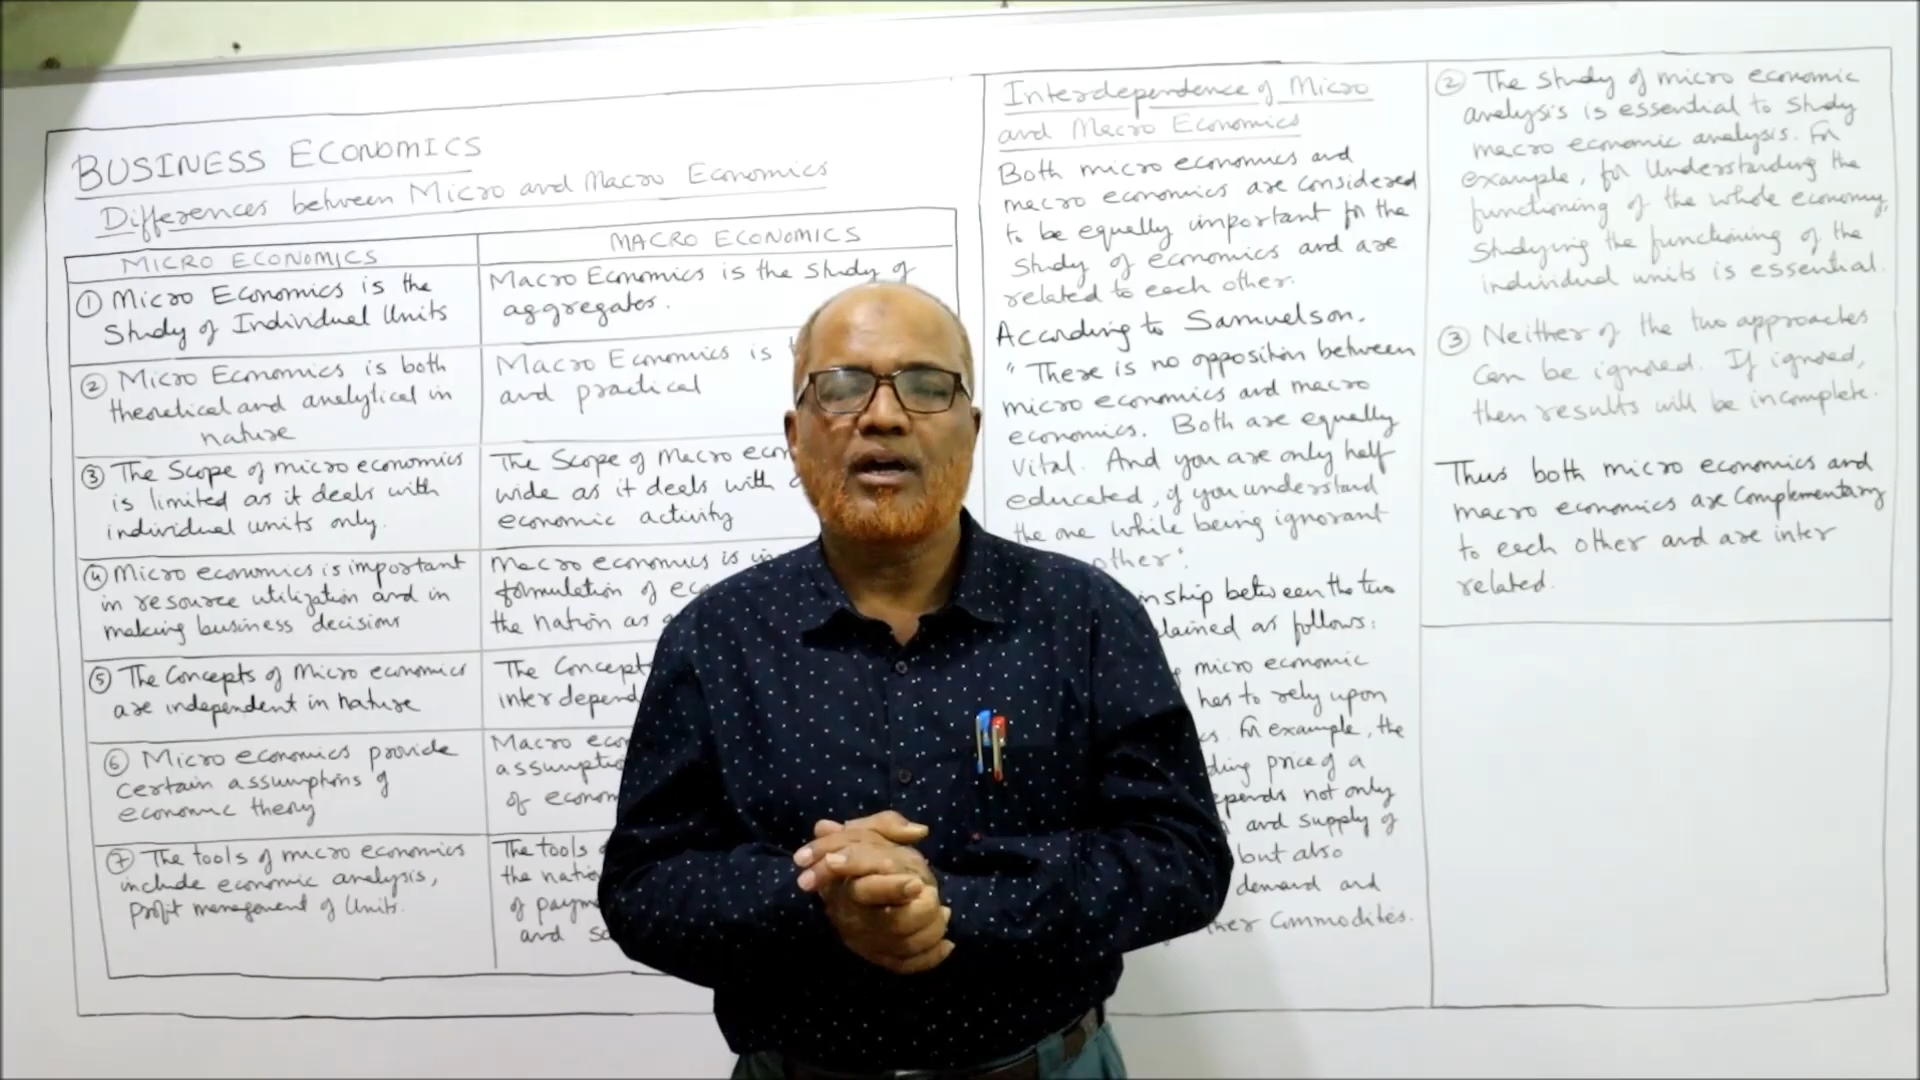 BUSINESS ECONOMICS
Differences between Micro and Macro Economics
MICRO ECONOMICS
MACRO ECONOMICS
① Micro Economics is the
Study of Individual Units
Macro Economics is the Study of
aggregates.
② Micro Economics is both
theoretical and analytical in
nature
Macro Economics is
and practical
③ The Scope of micro economics
is limited as it deals with
individual units only.
The Scope of Macro
wide as it deals with
economic activity
④ Micro economics is important
in resource utilization and in
making business decisions
Macro economics is
formulation of
the nation as
⑤ The Concepts of Micro economics
are independent in nature
The
⑥ Micro economics provide
certain assumptions of
economic theory
Macro
of
⑦ The tools of micro economics
include economic analysis,
profit management of Units.
The tools
the
of
and
Interdependence of Micro
and Macro Economics
Both micro economics and
macro economics are considered
to be equally important for the
Study of economics and are
related to each other.
According to Samuelson.
" There is no opposition between
micro economics and macro
economics. Both are equally
vital. And you are only half
educated, if you understand
the one while being ignorant
other".
between the two
as follows:
micro economic
has to rely upon
For example, the
price of a
not only
and supply of
but also
demand and
Commodities.
② The Study of micro economic
analysis is essential to study
macro economic analysis. For
example, for Understanding the
functioning of the whole economy,
Studying the functioning of the
individual units is essential.
③ Neither of the two approaches
can be ignored. If ignored,
then results will be incomplete.
Thus both micro economics and
macro economics are Complementary
to each other and are inter
related.